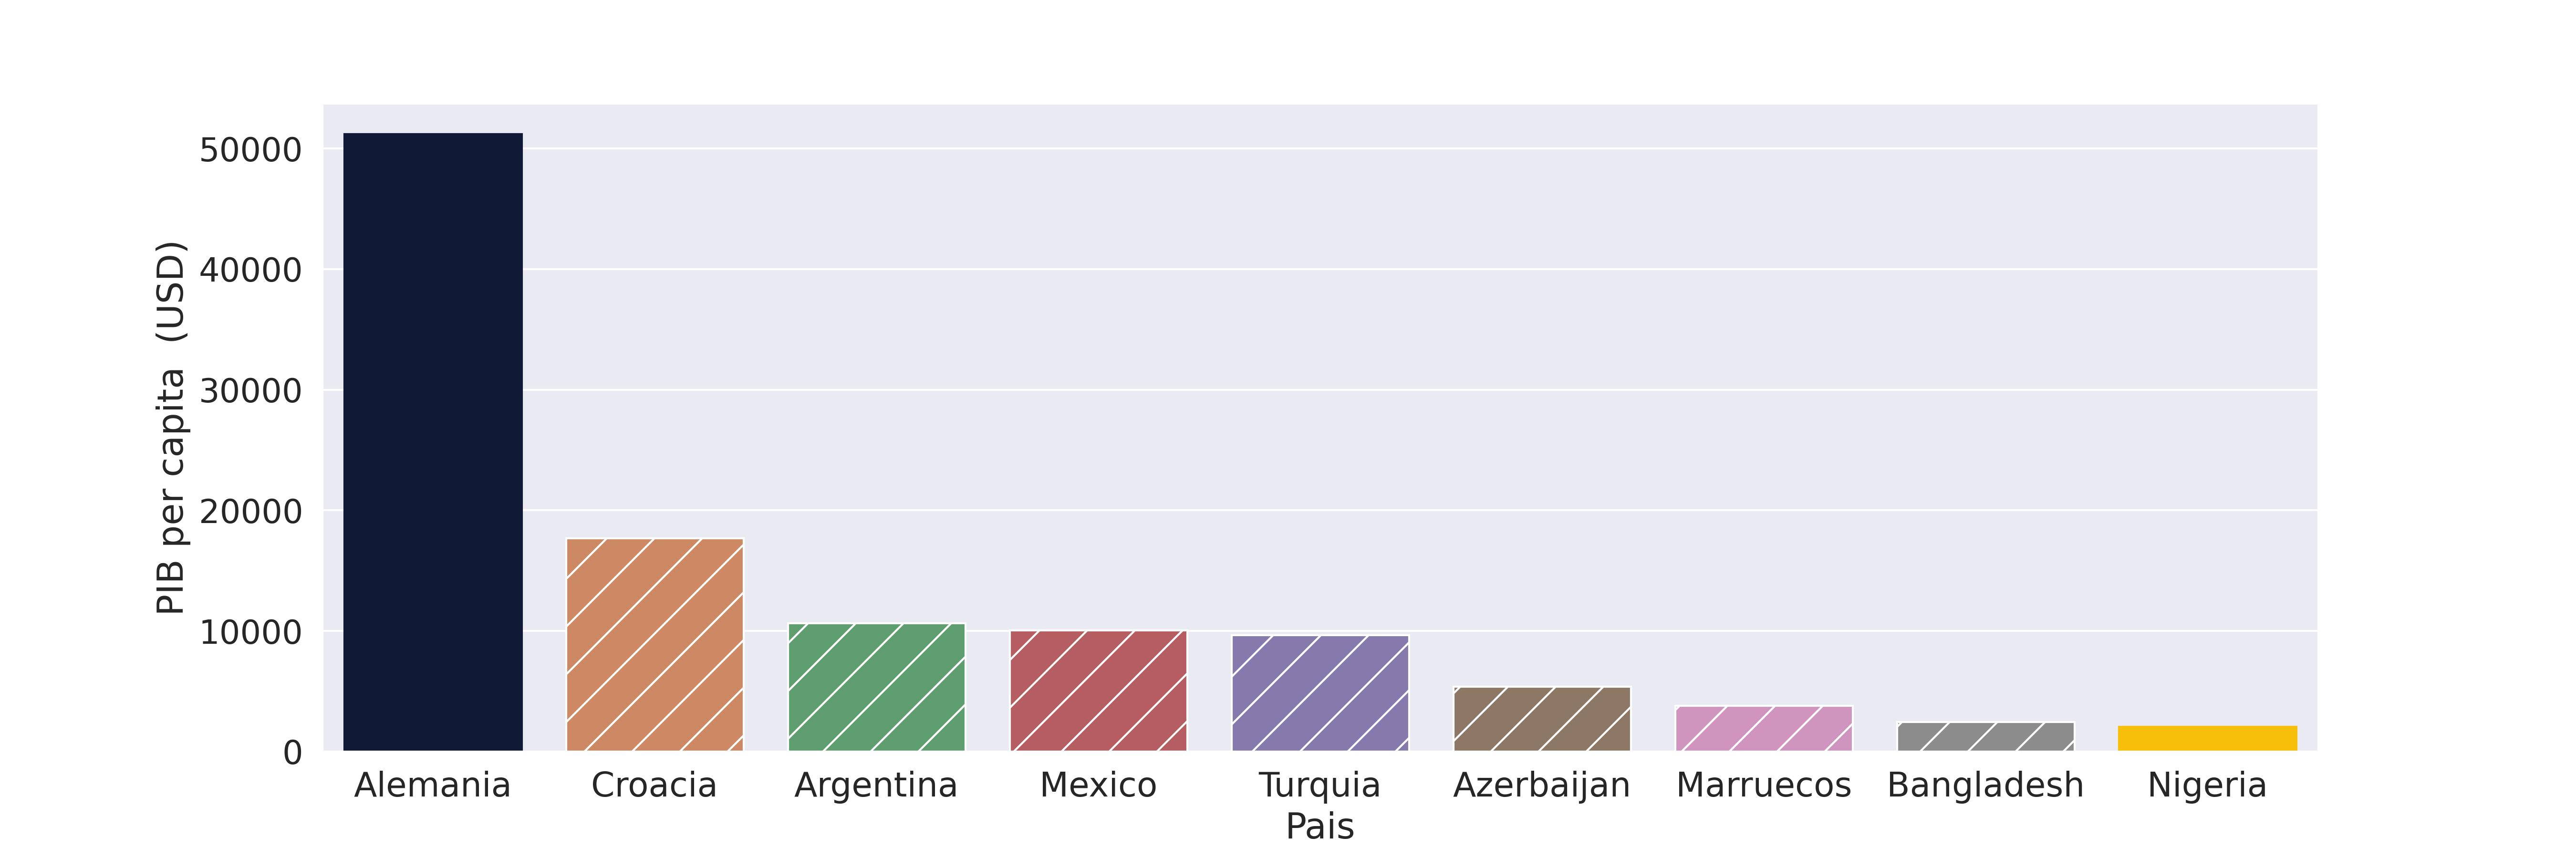 PIB per capita  (USD)
50000
40000
30000
20000
10000
0
Alemania Croacia Argentina Mexico Turquia Azerbaijan Marruecos Bangladesh Nigeria
Pais